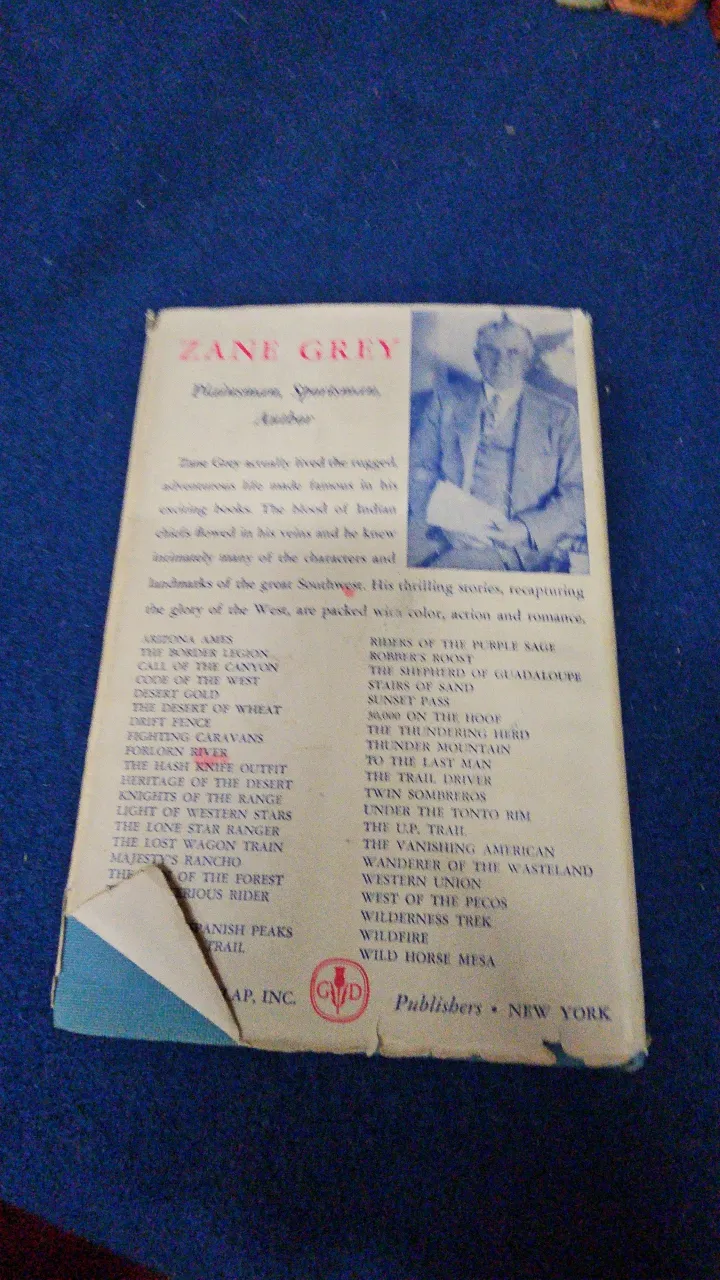 ZANE GREY
Plainsman, Sportsman,
Author
Zane Grey actually lived the rugged,
adventurous life made famous in his
exciting books. The blood of Indian
chiefs flowed in his veins and he knew
intimately many of the characters and
landmarks of the great Southwest. His thrilling stories, recapturing
the glory of the West, are packed with color, action and romance.
ARIZONA AMES
THE BORDER LEGION
CALL OF THE CANYON
CODE OF THE WEST
DESERT GOLD
THE DESERT OF WHEAT
DRIFT FENCE
FIGHTING CARAVANS
FORLORN RIVER
THE HASH KNIFE OUTFIT
HERITAGE OF THE DESERT
KNIGHTS OF THE RANGE
LIGHT OF WESTERN STARS
THE LONE STAR RANGER
THE LOST WAGON TRAIN
MAJESTY'S RANCHO
THE OF THE FOREST
RIOUS RIDER
PANISH PEAKS
TRAIL
RIDERS OF THE PURPLE SAGE
ROBBER'S ROOST
THE SHEPHERD OF GUADALOUPE
STAIRS OF SAND
SUNSET PASS
30,000 ON THE HOOF
THE THUNDERING HERD
THUNDER MOUNTAIN
TO THE LAST MAN
THE TRAIL DRIVER
TWIN SOMBREROS
UNDER THE TONTO RIM
THE U.P. TRAIL
THE VANISHING AMERICAN
WANDERER OF THE WASTELAND
WESTERN UNION
WEST OF THE PECOS
WILDERNESS TREK
WILDFIRE
WILD HORSE MESA
LAP, INC. G D Publishers • NEW YORK